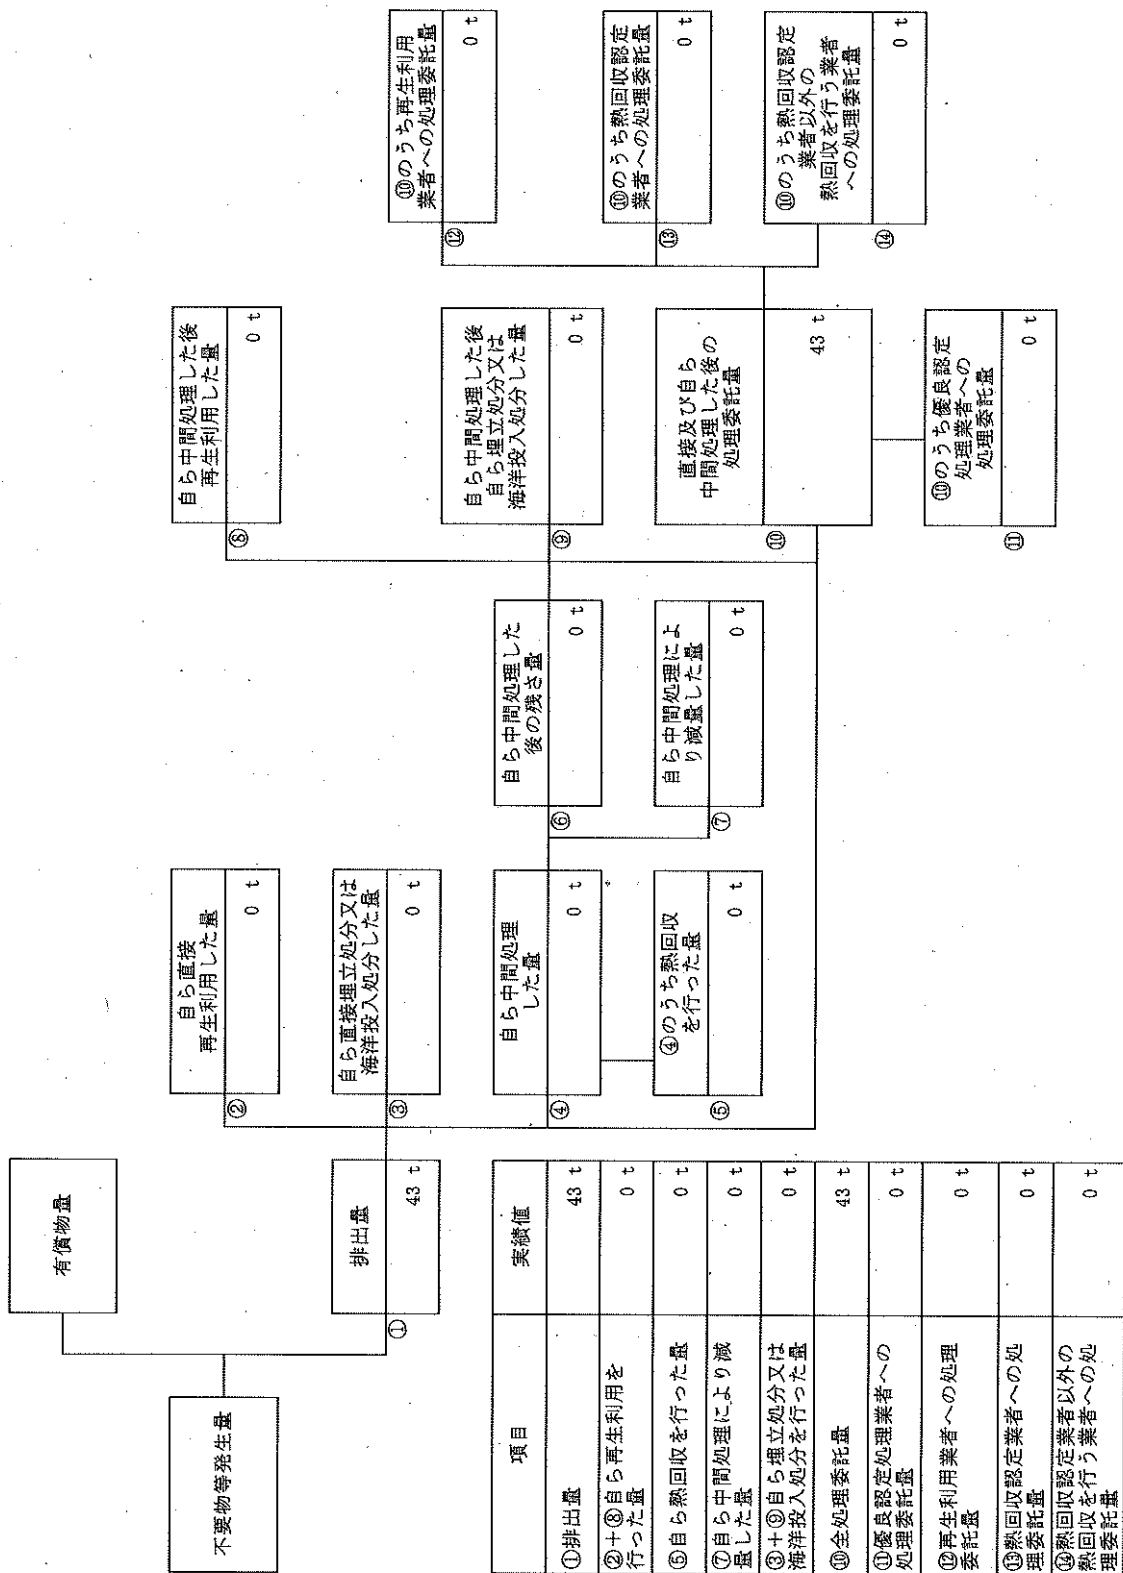 不要物等発生量
有償物量
排出量
①
43 t
自ら直接
再生利用した量
②
0 t
自ら直接埋立処分又は
海洋投入処分した量
③
0 t
自ら中間処理
した量
④
0 t
④のうち熱回収
を行った量
⑤
0 t
自ら中間処理した
後の残さ量
⑥
0 t
自ら中間処理によ
り減量した量
⑦
0 t
自ら中間処理した後
再生利用した量
⑧
0 t
自ら中間処理した後
自ら埋立処分又は
海洋投入処分した量
⑨
0 t
直接及び自ら
中間処理した後の
処理委託量
⑩
43 t
⑩のうち優良認定
処理業者への
処理委託量
⑪
0 t
⑩のうち再生利用
業者への処理委託量
⑫
0 t
⑩のうち熱回収認定
業者への処理委託量
⑬
0 t
⑩のうち熱回収認定
業者以外の
熱回収を行う業者
への処理委託量
⑭
0 t
項目
実績値
①排出量
43 t
②+⑧自ら再生利用を
行った量
0 t
⑤自ら熱回収を行った量
0 t
⑦自ら中間処理により減
量した量
0 t
③+⑨自ら埋立処分又は
海洋投入処分を行った量
0 t
⑩全処理委託量
43 t
⑪優良認定処理業者への
処理委託量
0 t
⑫再生利用業者への処理
委託量
0 t
⑬熱回収認定業者への処
理委託量
0 t
⑭熱回収認定業者以外の
熱回収を行う業者への処
理委託量
0 t